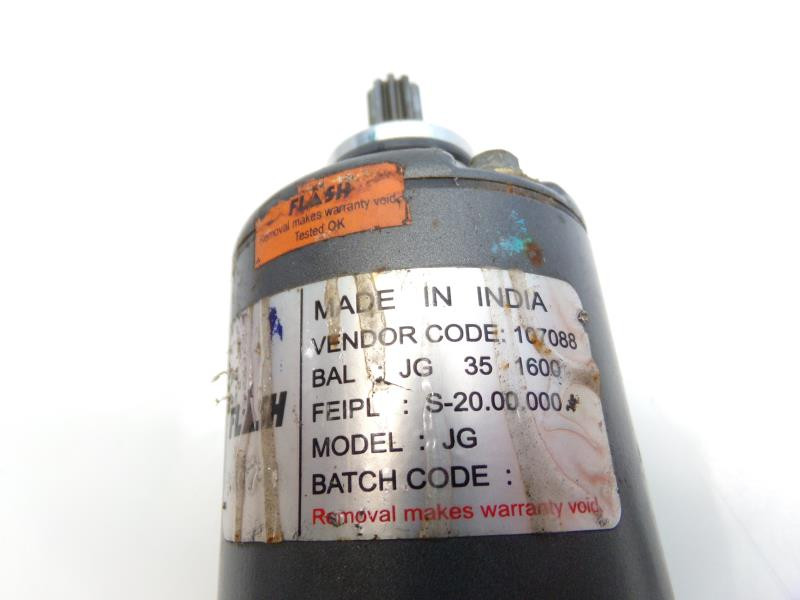 FLASH
Removal makes warranty void
Tested OK
MADE IN INDIA
VENDOR CODE: 107088
BAL : JG 35 1600
FEIPL : S-20.00.000
MODEL : JG
BATCH CODE :
Removal makes warranty void
FLASH